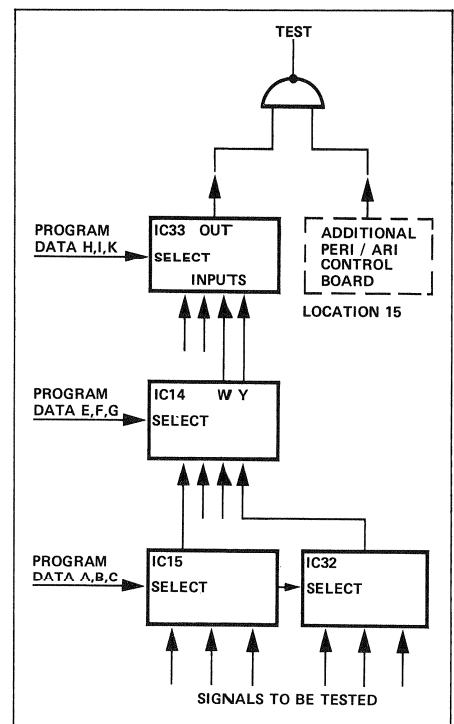 TEST
IC33 OUT
SELECT
INPUTS
PROGRAM
DATA H,I,K
ADDITIONAL
PERI / ARI
CONTROL
BOARD
LOCATION 15
PROGRAM
DATA E,F,G
IC14 W Y
SELECT
PROGRAM
DATA A,B,C
IC15
SELECT
IC32
SELECT
SIGNALS TO BE TESTED